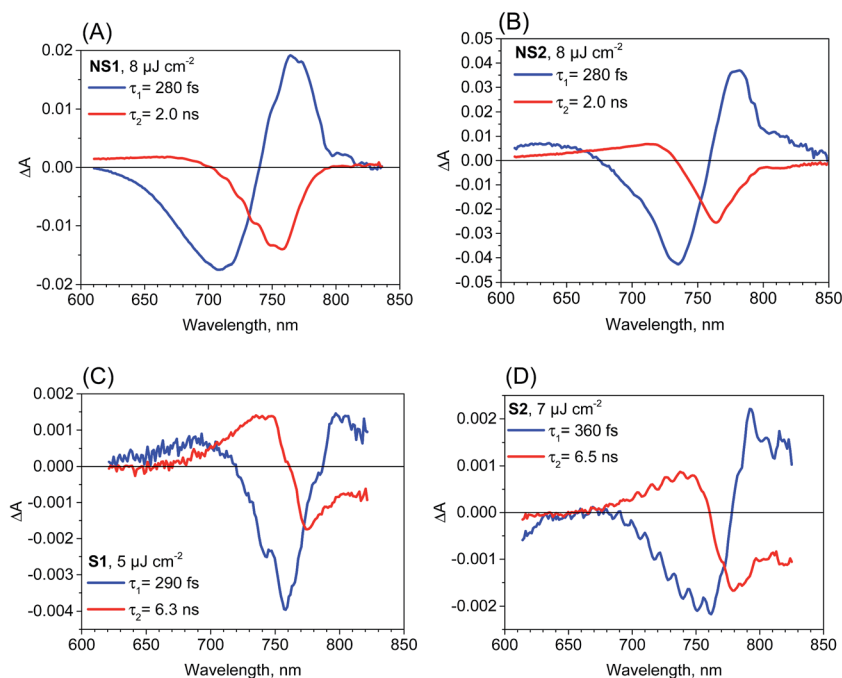 (A)
NS1, 8 μJ cm-2
τ1= 280 fs
τ2= 2.0 ns
0.02
0.01
0.00
-0.01
-0.02
ΔA
600 650 700 750 800 850
Wavelength, nm
(B)
NS2, 8 μJ cm-2
τ1= 280 fs
τ2= 2.0 ns
0.05
0.04
0.03
0.02
0.01
0.00
-0.01
-0.02
-0.03
-0.04
-0.05
ΔA
600 650 700 750 800 850
Wavelength, nm
(C)
0.002
0.001
0.000
-0.001
-0.002
-0.003
-0.004
ΔA
S1, 5 μJ cm-2
τ1= 290 fs
τ2= 6.3 ns
600 650 700 750 800 850
Wavelength, nm
(D)
S2, 7 μJ cm-2
τ1= 360 fs
τ2= 6.5 ns
0.002
0.001
0.000
-0.001
-0.002
ΔA
600 650 700 750 800 850
Wavelength, nm